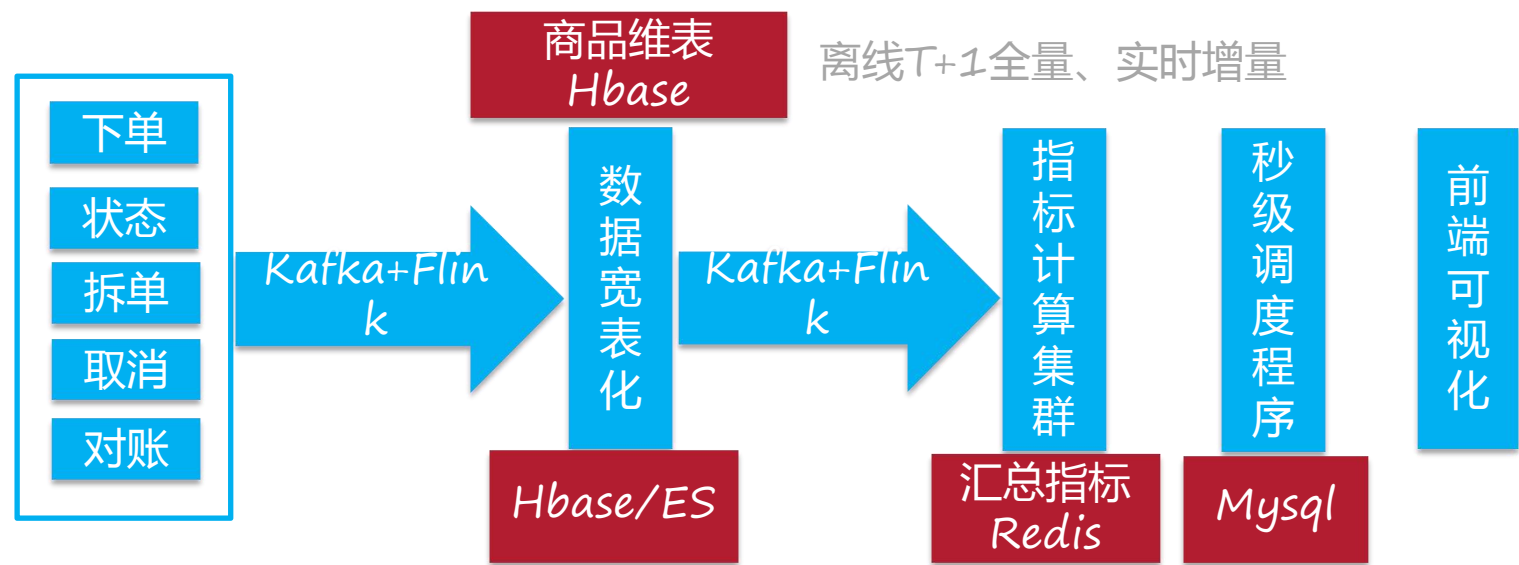 商品维表
Hbase
离线T+1全量、实时增量
下单
状态
拆单
取消
对账
Kafka+Flin
k
数据宽表化
Hbase/ES
Kafka+Flin
k
指标计算集群
汇总指标
Redis
秒级调度程序
Mysql
前端可视化